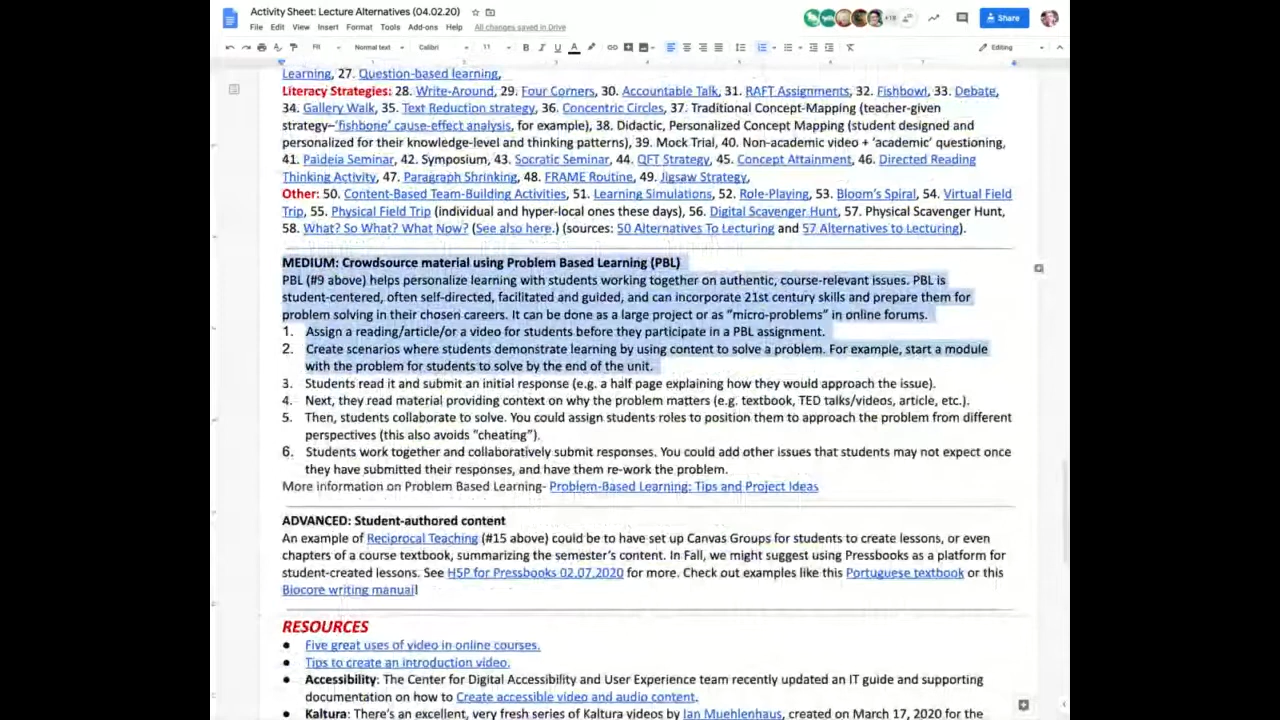 Activity Sheet: Lecture Alternatives (04.02.20)
+18
Share
File Edit View Insert Format Tools Add-ons Help All changes saved in Drive
Fit Normal text Calibri 11 B I U A Editing
Learning, 27. Question-based learning,
Literacy Strategies: 28. Write-Around, 29. Four Corners, 30. Accountable Talk, 31. RAFT Assignments, 32. Fishbowl, 33. Debate,
34. Gallery Walk, 35. Text Reduction strategy, 36. Concentric Circles, 37. Traditional Concept-Mapping (teacher-given
strategy–‘fishbone’ cause-effect analysis, for example), 38. Didactic, Personalized Concept Mapping (student designed and
personalized for their knowledge-level and thinking patterns), 39. Mock Trial, 40. Non-academic video + ‘academic’ questioning,
41. Paideia Seminar, 42. Symposium, 43. Socratic Seminar, 44. QFT Strategy, 45. Concept Attainment, 46. Directed Reading
Thinking Activity, 47. Paragraph Shrinking, 48. FRAME Routine, 49. Jigsaw Strategy,
Other: 50. Content-Based Team-Building Activities, 51. Learning Simulations, 52. Role-Playing, 53. Bloom’s Spiral, 54. Virtual Field
Trip, 55. Physical Field Trip (individual and hyper-local ones these days), 56. Digital Scavenger Hunt, 57. Physical Scavenger Hunt,
58. What? So What? What Now? (See also here.) (sources: 50 Alternatives To Lecturing and 57 Alternatives to Lecturing).
MEDIUM: Crowdsource material using Problem Based Learning (PBL)
PBL (#9 above) helps personalize learning with students working together on authentic, course-relevant issues. PBL is
student-centered, often self-directed, facilitated and guided, and can incorporate 21st century skills and prepare them for
problem solving in their chosen careers. It can be done as a large project or as “micro-problems” in online forums.
1. Assign a reading/article/or a video for students before they participate in a PBL assignment.
2. Create scenarios where students demonstrate learning by using content to solve a problem. For example, start a module
with the problem for students to solve by the end of the unit.
3. Students read it and submit an initial response (e.g. a half page explaining how they would approach the issue).
4. Next, they read material providing context on why the problem matters (e.g. textbook, TED talks/videos, article, etc.).
5. Then, students collaborate to solve. You could assign students roles to position them to approach the problem from different
perspectives (this also avoids “cheating”).
6. Students work together and collaboratively submit responses. You could add other issues that students may not expect once
they have submitted their responses, and have them re-work the problem.
More information on Problem Based Learning- Problem-Based Learning: Tips and Project Ideas
ADVANCED: Student-authored content
An example of Reciprocal Teaching (#15 above) could be to have set up Canvas Groups for students to create lessons, or even
chapters of a course textbook, summarizing the semester’s content. In Fall, we might suggest using Pressbooks as a platform for
student-created lessons. See H5P for Pressbooks 02.07.2020 for more. Check out examples like this Portuguese textbook or this
Biocore writing manual!
RESOURCES
● Five great uses of video in online courses.
● Tips to create an introduction video.
● Accessibility: The Center for Digital Accessibility and User Experience team recently updated an IT guide and supporting
documentation on how to Create accessible video and audio content.
● Kaltura: There’s an excellent, very fresh series of Kaltura videos by Ian Muehlenhaus, created on March 17, 2020 for the